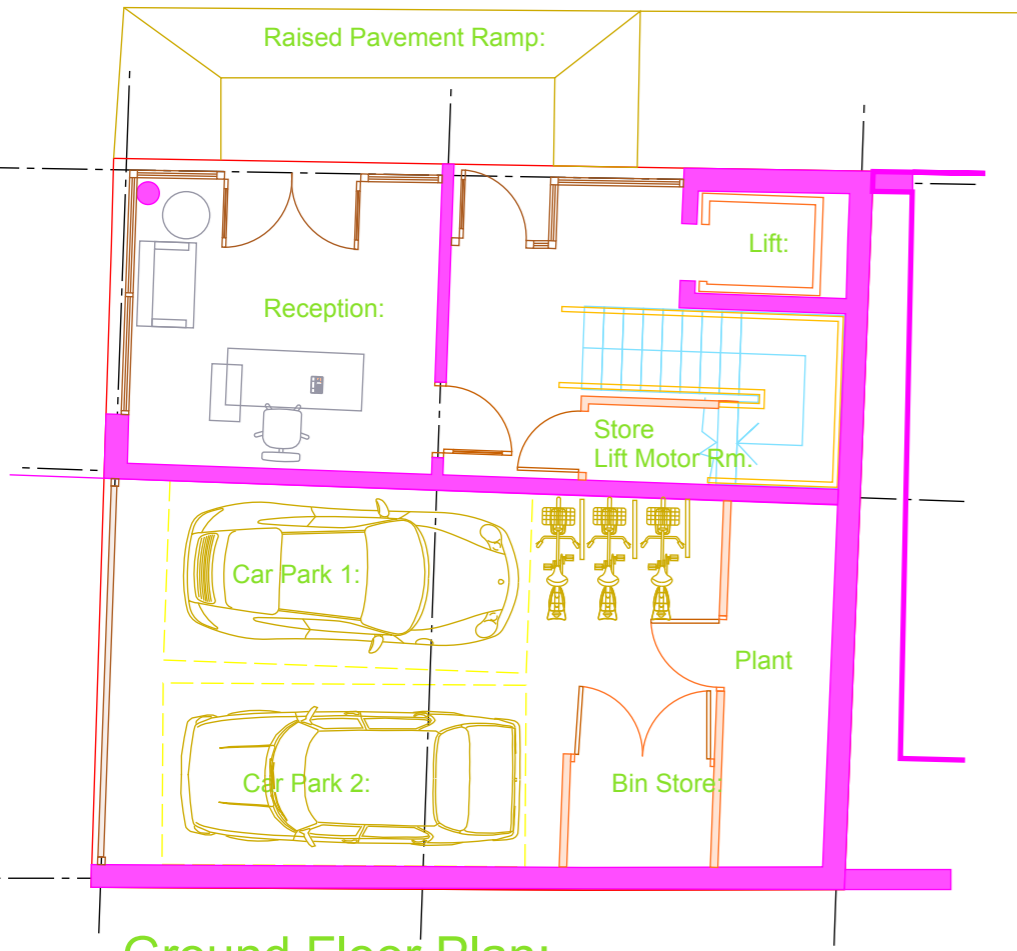 Raised Pavement Ramp:
Lift:
Reception:
Store
Lift Motor Rm.
Car Park 1:
Plant
Car Park 2:
Bin Store:
Ground Floor Plan: